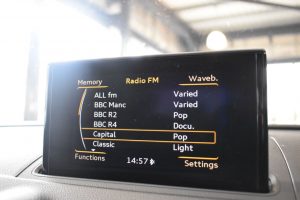 Memory Radio FM Waveb.
ALL fm Varied
BBC Manc Varied
BBC R2 Pop
BBC R4 Docu.
Capital Pop
Classic Light
Functions 14:57 Settings